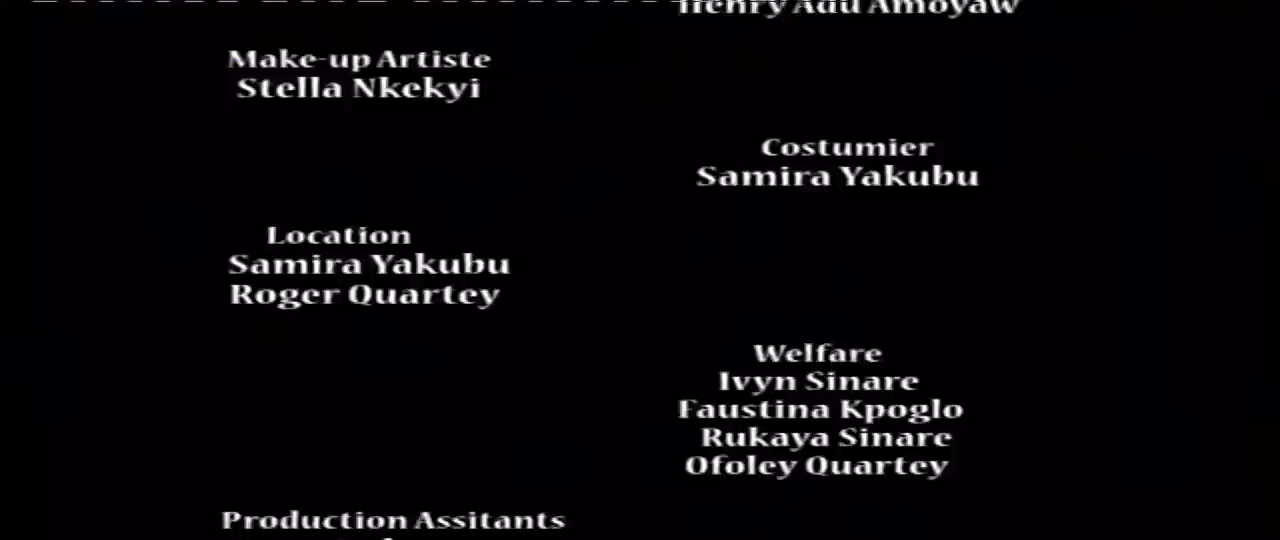 Henry Adu Amoyaw
Make-up Artiste
Stella Nkekyi
Costumier
Samira Yakubu
Location
Samira Yakubu
Roger Quartey
Welfare
Ivyn Sinare
Faustina Kpoglo
Rukaya Sinare
Ofoley Quartey
Production Assitants